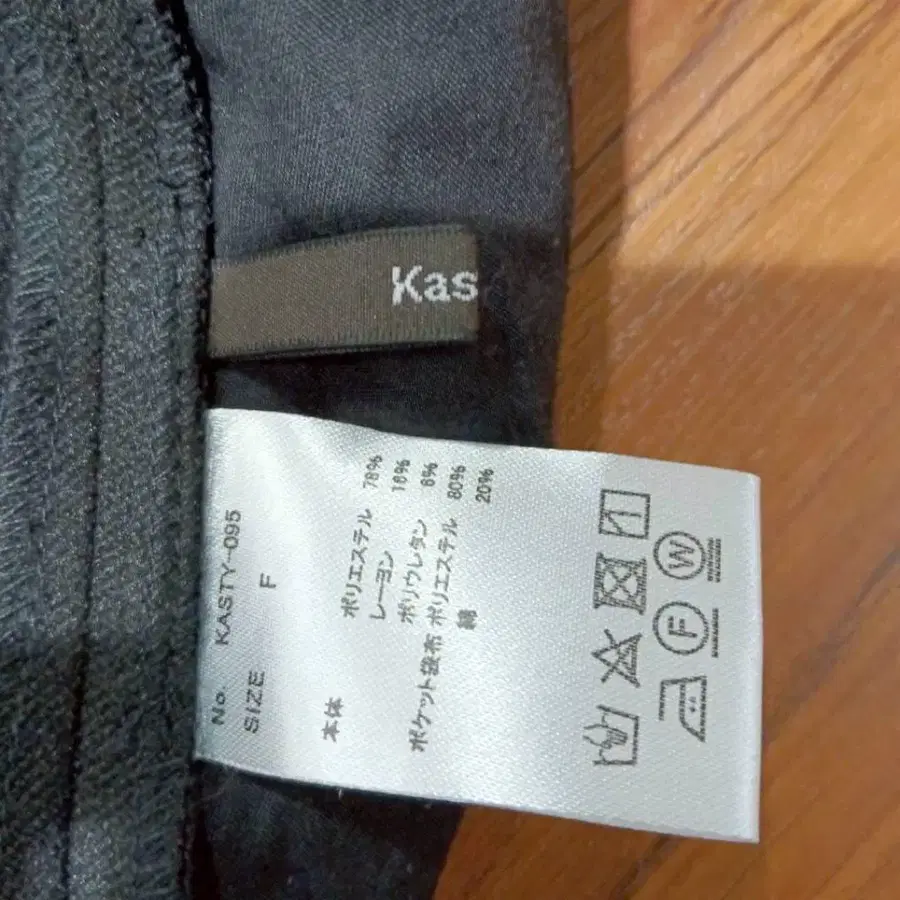 Kas
No. KASTY-095
SIZE F
本体 ポリエステル 78%
レーヨン 16%
ポリウレタン 6%
ポケット袋布 ポリエステル 80%
綿 20%
F
W